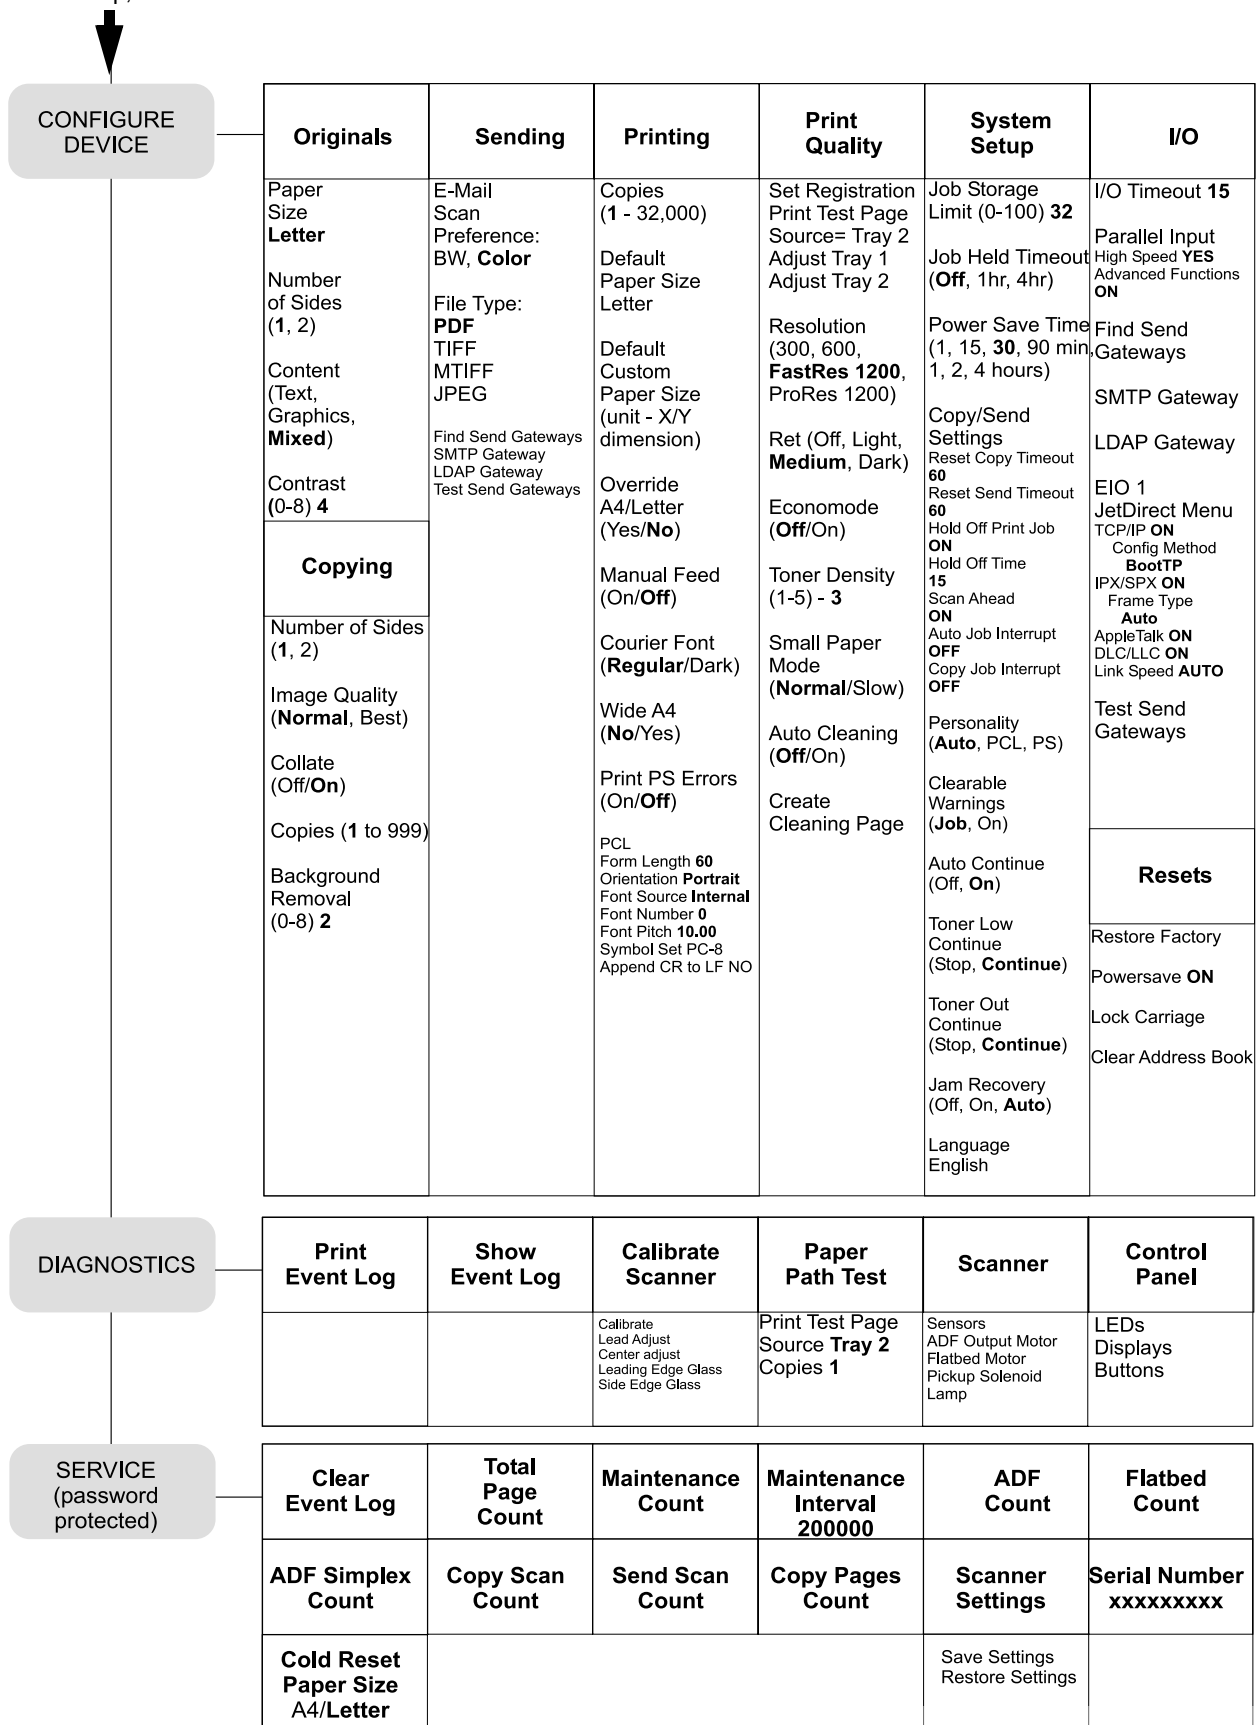 CONFIGURE
DEVICE
Originals
Paper
Size
Letter
Number
of Sides
(1, 2)
Content
(Text,
Graphics,
Mixed)
Contrast
(0-8) 4
Copying
Number of Sides
(1, 2)
Image Quality
(Normal, Best)
Collate
(Off/On)
Copies (1 to 999)
Background
Removal
(0-8) 2
Sending
E-Mail
Scan
Preference:
BW, Color
File Type:
PDF
TIFF
MTIFF
JPEG
Find Send Gateways
SMTP Gateway
LDAP Gateway
Test Send Gateways
Printing
Copies
(1 - 32,000)
Default
Paper Size
Letter
Default
Custom
Paper Size
(unit - X/Y
dimension)
Override
A4/Letter
(Yes/No)
Manual Feed
(On/Off)
Courier Font
(Regular/Dark)
Wide A4
(No/Yes)
Print PS Errors
(On/Off)
PCL
Form Length 60
Orientation Portrait
Font Source Internal
Font Number 0
Font Pitch 10.00
Symbol Set PC-8
Append CR to LF NO
Print
Quality
Set Registration
Print Test Page
Source= Tray 2
Adjust Tray 1
Adjust Tray 2
Resolution
(300, 600,
FastRes 1200,
ProRes 1200)
Ret (Off, Light,
Medium, Dark)
Economode
(Off/On)
Toner Density
(1-5) - 3
Small Paper
Mode
(Normal/Slow)
Auto Cleaning
(Off/On)
Create
Cleaning Page
System
Setup
Job Storage
Limit (0-100) 32
Job Held Timeout
(Off, 1hr, 4hr)
Power Save Time
(1, 15, 30, 90 min,
1, 2, 4 hours)
Copy/Send
Settings
Reset Copy Timeout
60
Reset Send Timeout
60
Hold Off Print Job
ON
Hold Off Time
15
Scan Ahead
ON
Auto Job Interrupt
OFF
Copy Job Interrupt
OFF
Personality
(Auto, PCL, PS)
Clearable
Warnings
(Job, On)
Auto Continue
(Off, On)
Toner Low
Continue
(Stop, Continue)
Toner Out
Continue
(Stop, Continue)
Jam Recovery
(Off, On, Auto)
Language
English
I/O
I/O Timeout 15
Parallel Input
High Speed YES
Advanced Functions
ON
Find Send
Gateways
SMTP Gateway
LDAP Gateway
EIO 1
JetDirect Menu
TCP/IP ON
Config Method
BootTP
IPX/SPX ON
Frame Type
Auto
AppleTalk ON
DLC/LLC ON
Link Speed AUTO
Test Send
Gateways
Resets
Restore Factory
Powersave ON
Lock Carriage
Clear Address Book
DIAGNOSTICS
Print
Event Log
Show
Event Log
Calibrate
Scanner
Calibrate
Lead Adjust
Center adjust
Leading Edge Glass
Side Edge Glass
Paper
Path Test
Print Test Page
Source Tray 2
Copies 1
Scanner
Sensors
ADF Output Motor
Flatbed Motor
Pickup Solenoid
Lamp
Control
Panel
LEDs
Displays
Buttons
SERVICE
(password
protected)
Clear
Event Log
Total
Page
Count
Maintenance
Count
Maintenance
Interval
200000
ADF
Count
Flatbed
Count
ADF Simplex
Count
Copy Scan
Count
Send Scan
Count
Copy Pages
Count
Scanner
Settings
Serial Number
xxxxxxxxx
Cold Reset
Paper Size
A4/Letter
Save Settings
Restore Settings